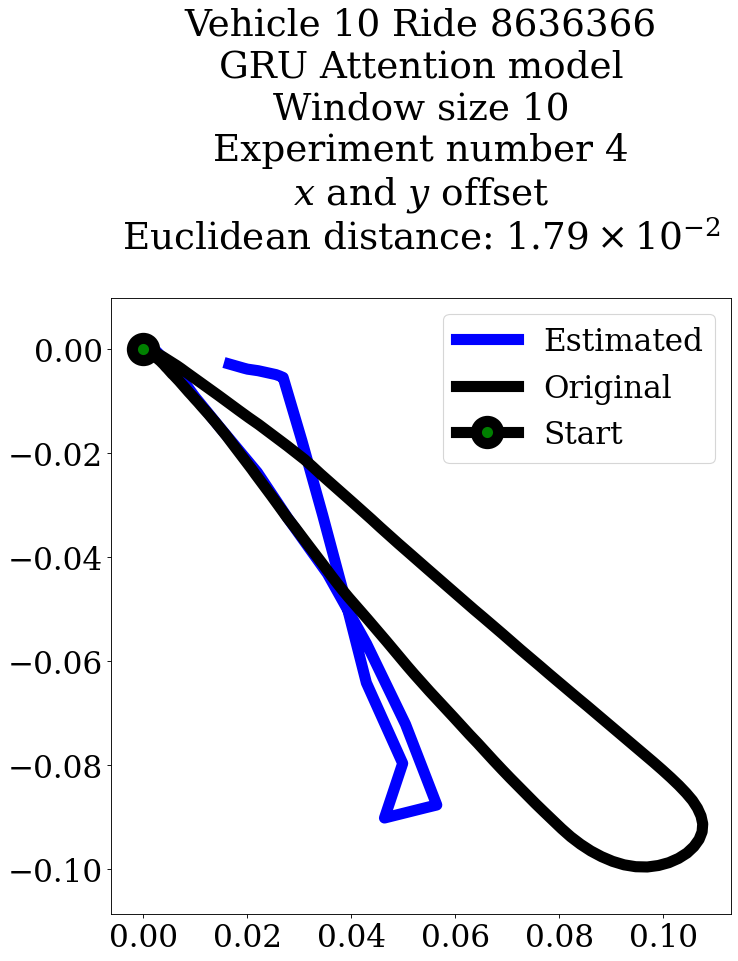 Vehicle 10 Ride 8636366
GRU Attention model
Window size 10
Experiment number 4
x and y offset
Euclidean distance: 1.79 × 10⁻²
Estimated
Original
Start
0.00
−0.02
−0.04
−0.06
−0.08
−0.10
0.00 0.02 0.04 0.06 0.08 0.10